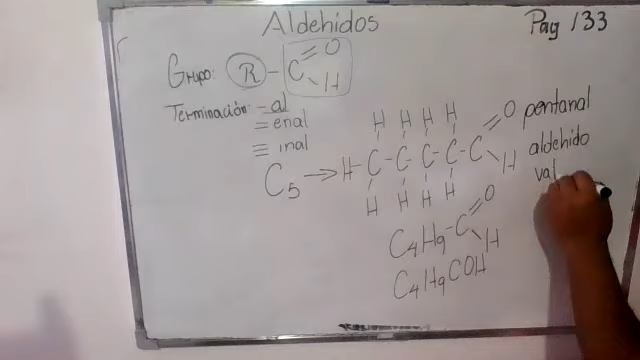 Aldehidos
Pag 133
Grupo: R - C = O
H
Terminación: - al
= enal
≡ inal
C5 → H - C - C - C - C - C = O
H H H H
H H H H
H
pentanal
aldehido
val
C4H9 - C = O
H
C4H9COH